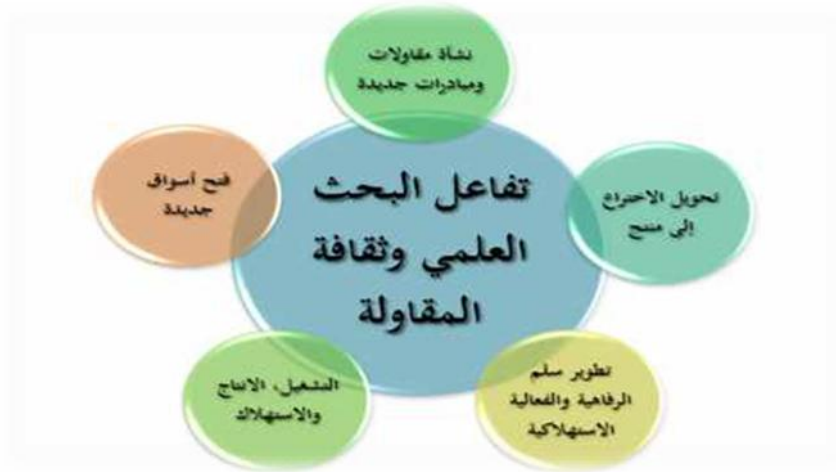 نشأة مقاولات
ومبادرات جديدة
تفاعل البحث
العلمي وثقافة
المقاولة
تحويل الاختراع
إلى منتج
تطوير سلم
الرفاهية والفعالية
الاستهلاكية
التشغيل، الانتاج
والاستهلاك
فتح أسواق
جديدة